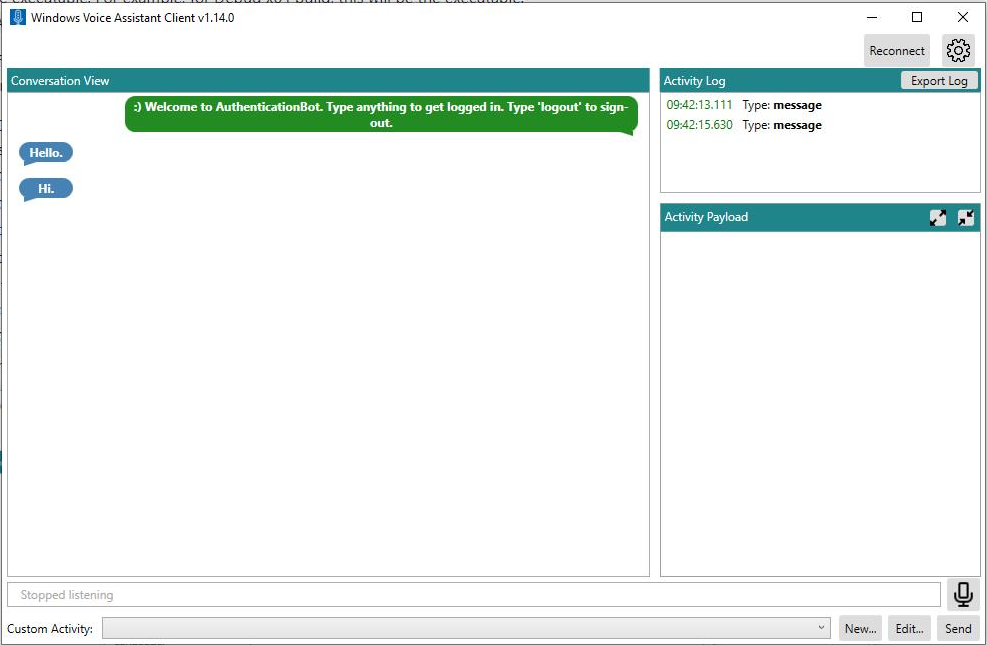 Windows Voice Assistant Client v1.14.0
Reconnect
Conversation View
Activity Log
Export Log
:) Welcome to AuthenticationBot. Type anything to get logged in. Type 'logout' to sign-
out.
09:42:13.111 Type: message
09:42:15.630 Type: message
Hello.
Hi.
Activity Payload
Stopped listening
Custom Activity:
New...
Edit...
Send